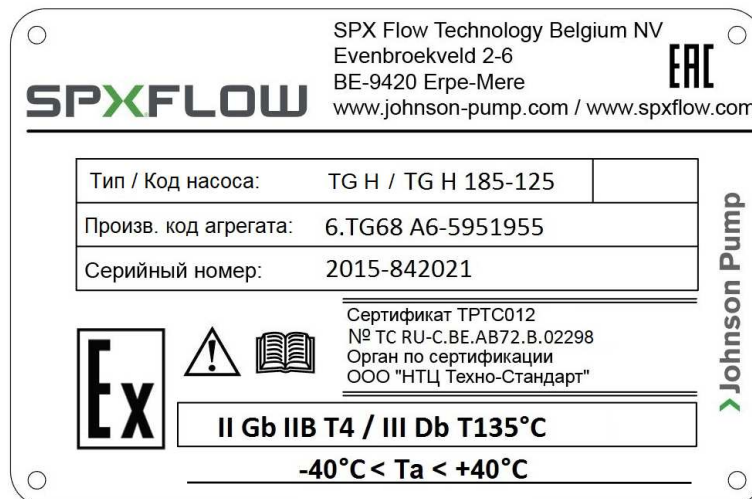 SPX Flow Technology Belgium NV
Evenbroekveld 2-6
BE-9420 Erpe-Mere
www.johnson-pump.com / www.spxflow.com
EAC
SPXFLOW
Тип / Код насоса: TG H / TG H 185-125
Произв. код агрегата: 6.TG68 A6-5951955
Серийный номер: 2015-842021
Johnson Pump
Сертификат ТРТС012
№ TC RU-C.BE.AB72.B.02298
Орган по сертификации
ООО "НТЦ Техно-Стандарт"
Ex
II Gb IIB T4 / III Db T135°C
-40°C < Ta < +40°C